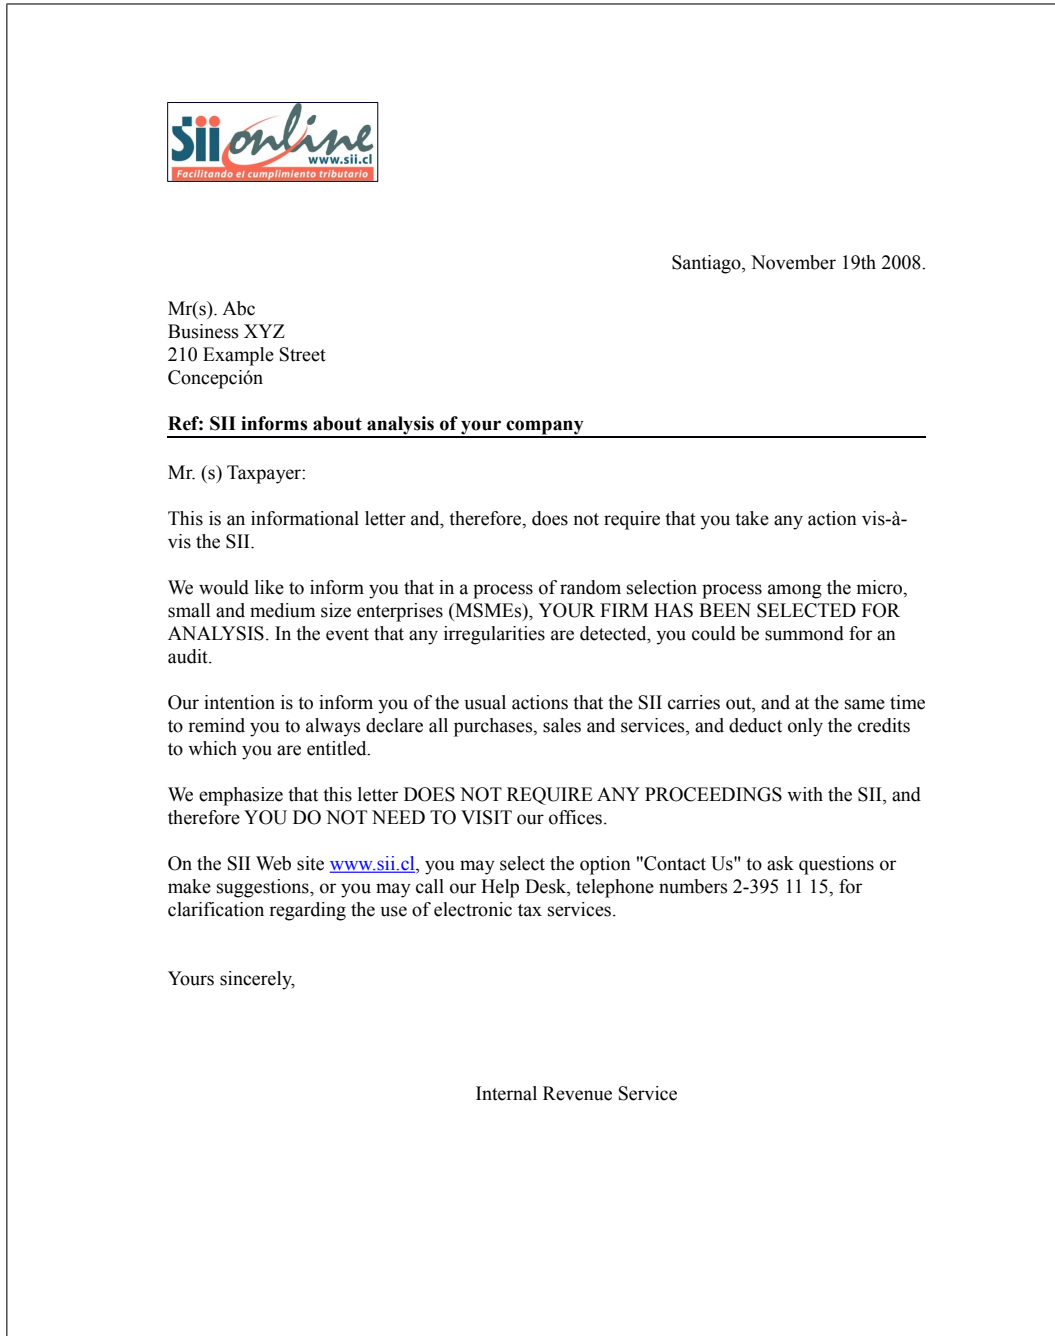 Sii online
www.sii.cl
Facilitando el cumplimiento tributario
Santiago, November 19th 2008.
Mr(s). Abc
Business XYZ
210 Example Street
Concepción
Ref: SII informs about analysis of your company
Mr. (s) Taxpayer:
This is an informational letter and, therefore, does not require that you take any action vis-à-
vis the SII.
We would like to inform you that in a process of random selection process among the micro,
small and medium size enterprises (MSMEs), YOUR FIRM HAS BEEN SELECTED FOR
ANALYSIS. In the event that any irregularities are detected, you could be summond for an
audit.
Our intention is to inform you of the usual actions that the SII carries out, and at the same time
to remind you to always declare all purchases, sales and services, and deduct only the credits
to which you are entitled.
We emphasize that this letter DOES NOT REQUIRE ANY PROCEEDINGS with the SII, and
therefore YOU DO NOT NEED TO VISIT our offices.
On the SII Web site www.sii.cl, you may select the option "Contact Us" to ask questions or
make suggestions, or you may call our Help Desk, telephone numbers 2-395 11 15, for
clarification regarding the use of electronic tax services.
Yours sincerely,
Internal Revenue Service